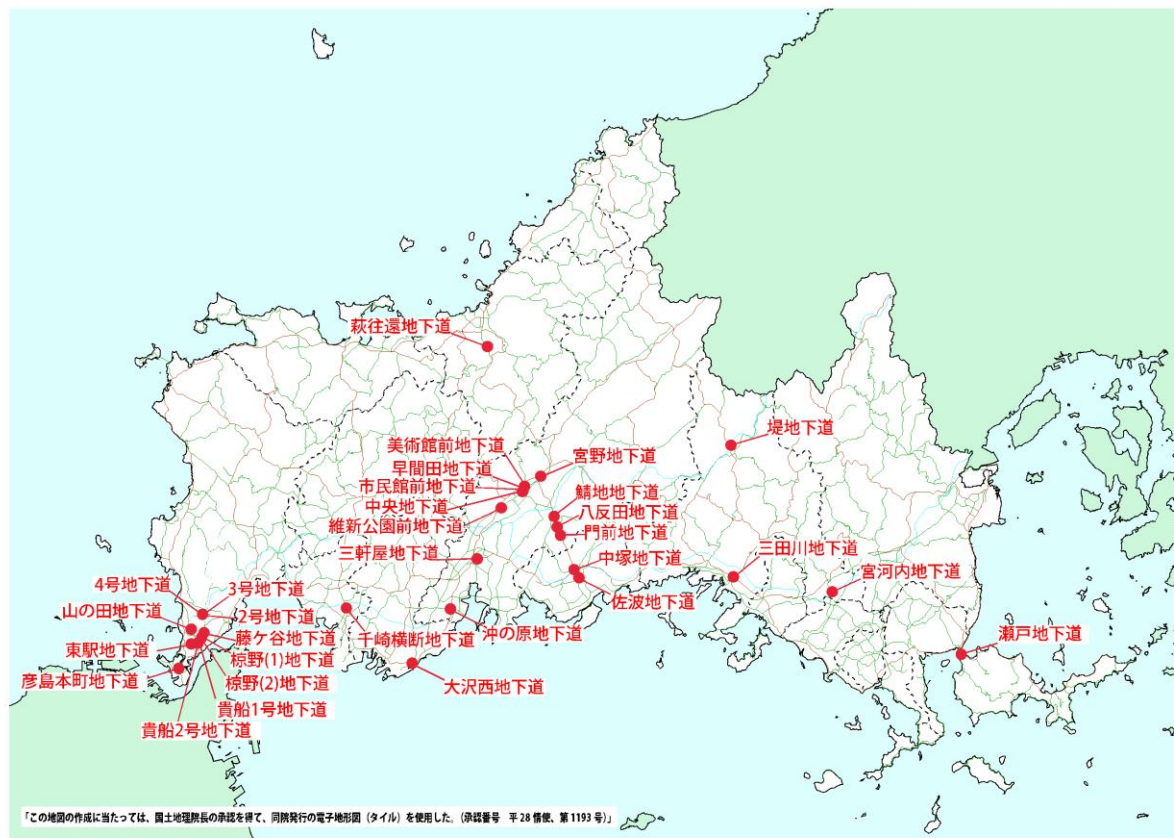 萩往還地下道
堤地下道
美術館前地下道
宮野地下道
早間田地下道
市民館前地下道
鯖地地下道
中央地下道
八反田地下道
維新公園前地下道
門前地下道
三軒屋地下道
中塚地下道
三田川地下道
宮河内地下道
4号地下道
3号地下道
佐波地下道
山の田地下道
2号地下道
千崎横断地下道
沖の原地下道
瀬戸地下道
藤ケ谷地下道
東駅地下道
椋野(1)地下道
彦島本町地下道
椋野(2)地下道
大沢西地下道
貴船1号地下道
貴船2号地下道
「この地図の作成に当たっては、国土地理院長の承認を得て、同院発行の電子地形図（タイル）を使用した。（承認番号　平 28 情使、第 1193 号）」